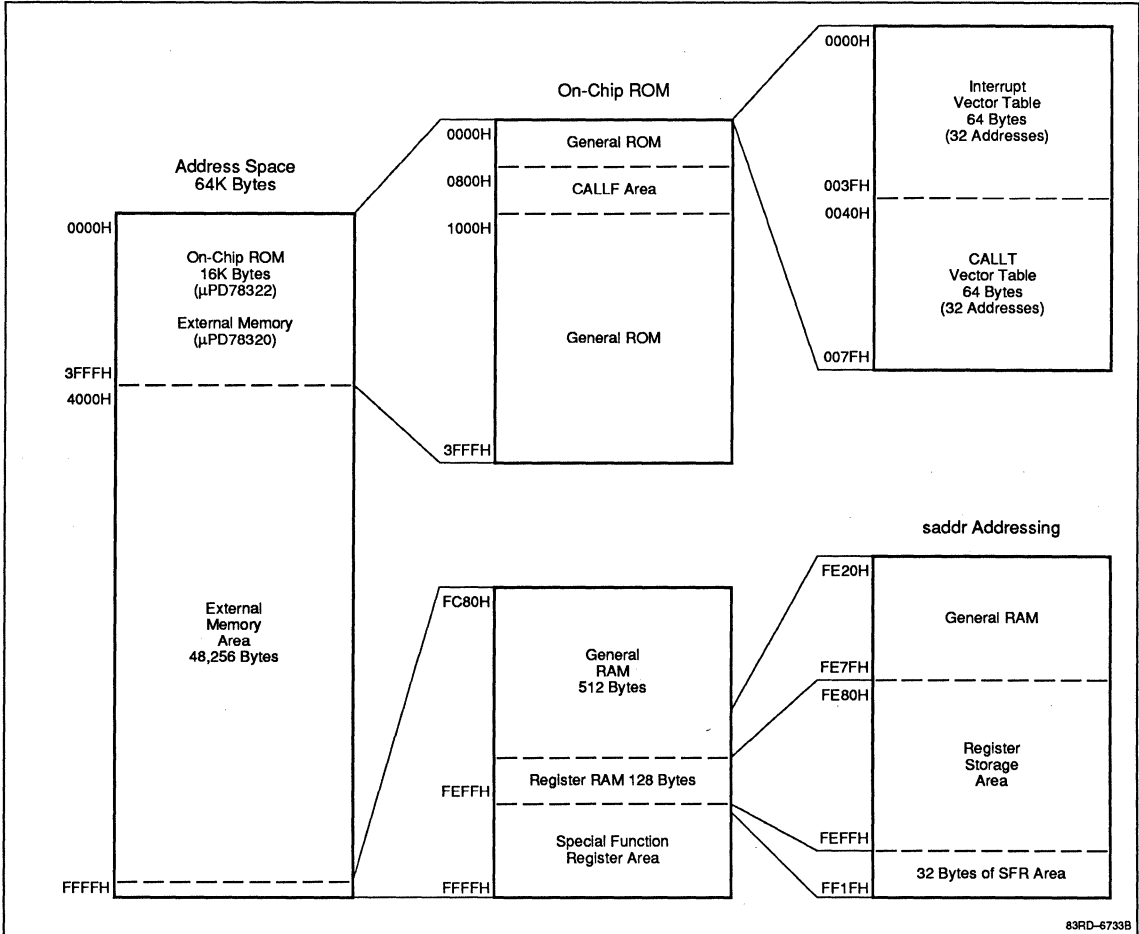 Address Space
64K Bytes
0000H
On-Chip ROM
16K Bytes
(µPD78322)
External Memory
(µPD78320)
3FFFH
4000H
External
Memory
Area
48,256 Bytes
FFFFH
On-Chip ROM
0000H
General ROM
0800H
CALLF Area
1000H
General ROM
3FFFH
0000H
Interrupt
Vector Table
64 Bytes
(32 Addresses)
003FH
0040H
CALLT
Vector Table
64 Bytes
(32 Addresses)
007FH
FC80H
General
RAM
512 Bytes
Register RAM 128 Bytes
FEFFH
Special Function
Register Area
FFFFH
saddr Addressing
FE20H
General RAM
FE7FH
FE80H
Register
Storage
Area
FEFFH
32 Bytes of SFR Area
FF1FH
83RD–6733B